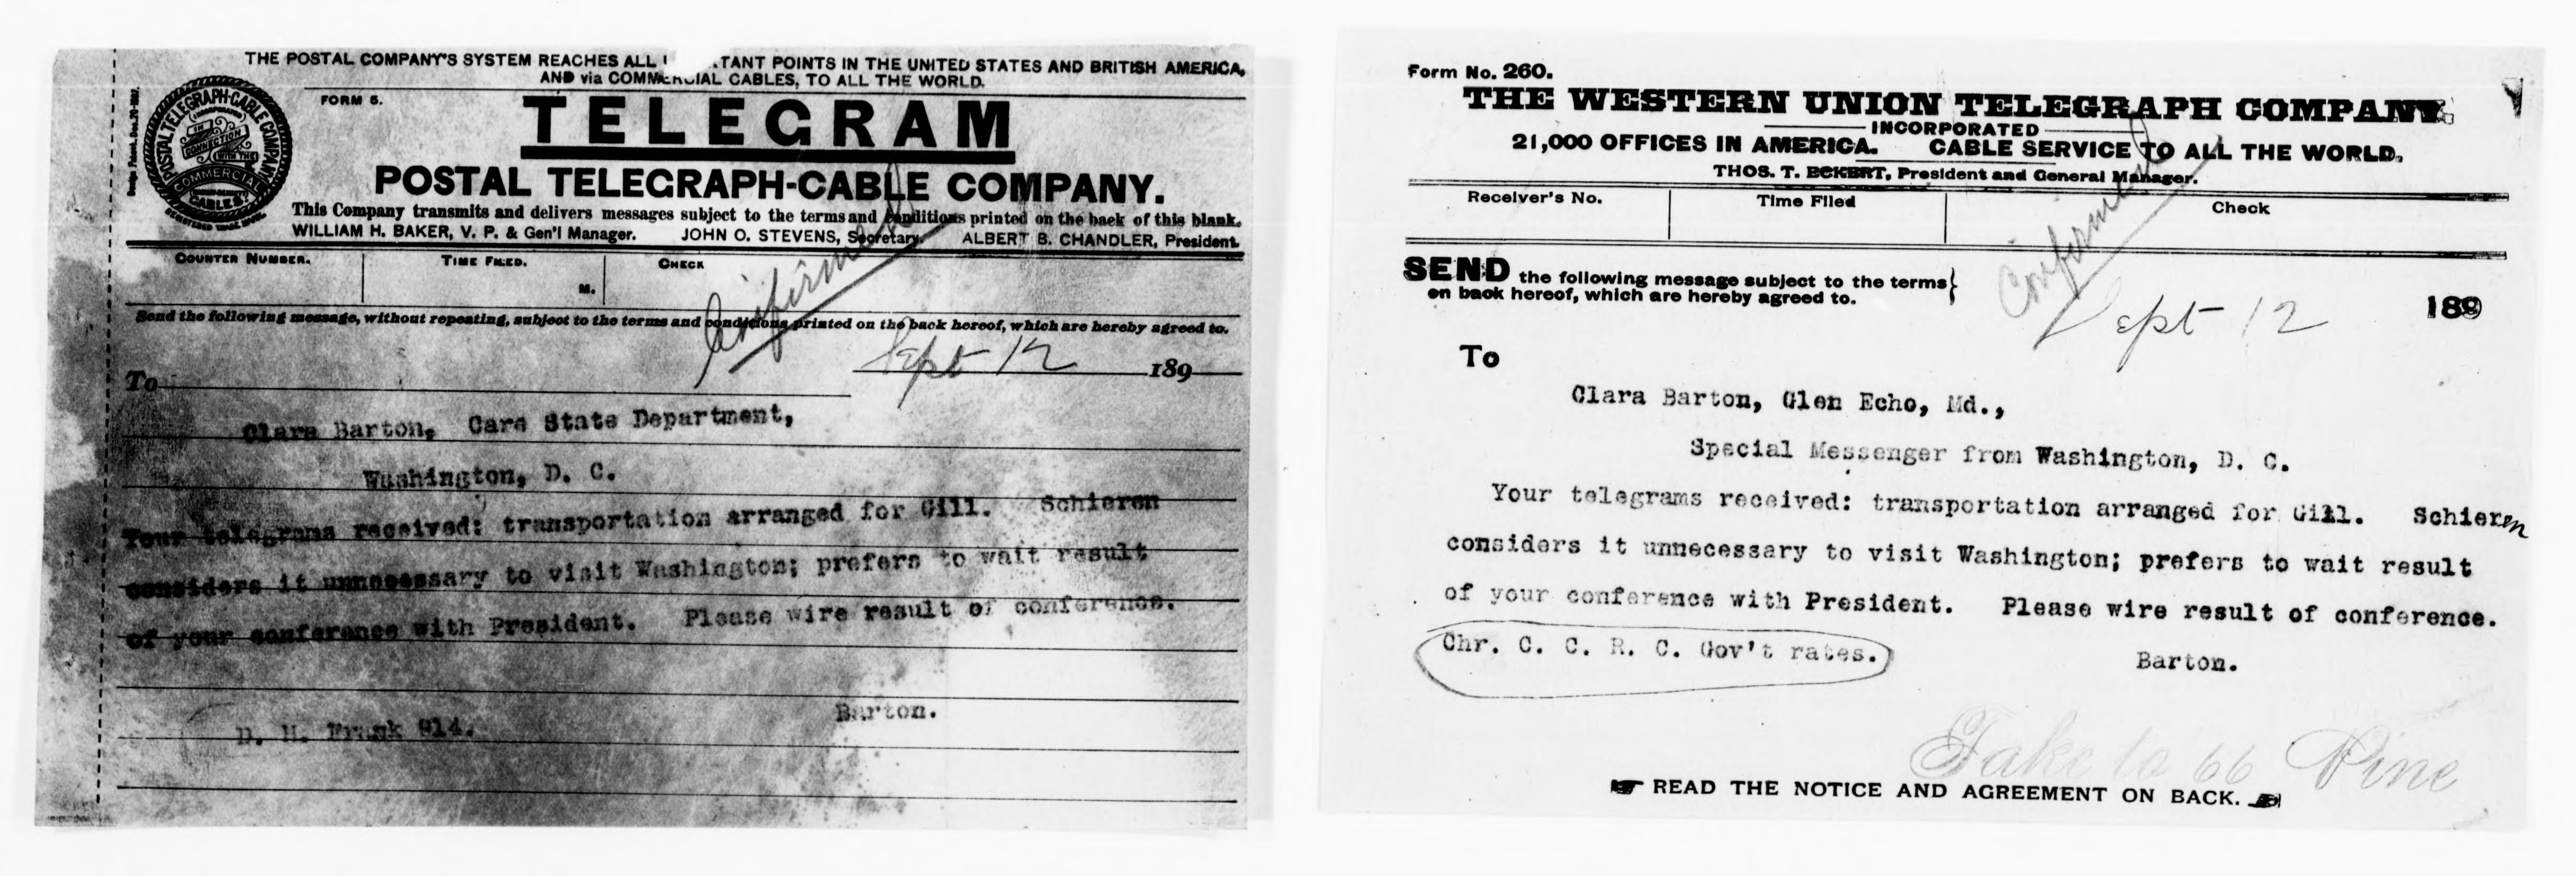 THE POSTAL COMPANY'S SYSTEM REACHES ALL TANT POINTS IN THE UNITED STATES AND BRITISH AMERICA,
AND via COMMERCIAL CABLES, TO ALL THE WORLD.
FORM 5.
POSTAL TELEGRAPH-CABLE COMPANY
IN
CONNECTION
WITH THE
COMMERCIAL
CABLES
TELEGRAM
POSTAL TELEGRAPH-CABLE COMPANY.
This Company transmits and delivers messages subject to the terms and conditions printed on the back of this blank.
WILLIAM H. BAKER, V. P. & Gen'l Manager. JOHN O. STEVENS, Secretary. ALBERT B. CHANDLER, President.
COUNTER NUMBER. TIME FILED. CHECK
M.
Confirmed
Send the following message, without repeating, subject to the terms and conditions printed on the back hereof, which are hereby agreed to.
Sept 12 189
To
Clara Barton, Care State Department,
Washington, D. C.
Your telegrams received: transportation arranged for Gill. Schieren
considers it unnecessary to visit Washington; prefers to wait result
of your conference with President. Please wire result of conference.
Barton.
D. H. Frank 914.
Form No. 260.
THE WESTERN UNION TELEGRAPH COMPANY.
INCORPORATED
21,000 OFFICES IN AMERICA. CABLE SERVICE TO ALL THE WORLD.
THOS. T. ECKERT, President and General Manager.
Receiver's No. Time Filed Check
Confirmed
SEND the following message subject to the terms
on back hereof, which are hereby agreed to.
Sept 12 189
To
Clara Barton, Glen Echo, Md.,
Special Messenger from Washington, D. C.
Your telegrams received: transportation arranged for Gill. Schieren
considers it unnecessary to visit Washington; prefers to wait result
of your conference with President. Please wire result of conference.
Chr. C. C. R. C. Gov't rates.
Barton.
Take to 66 Pine
READ THE NOTICE AND AGREEMENT ON BACK.